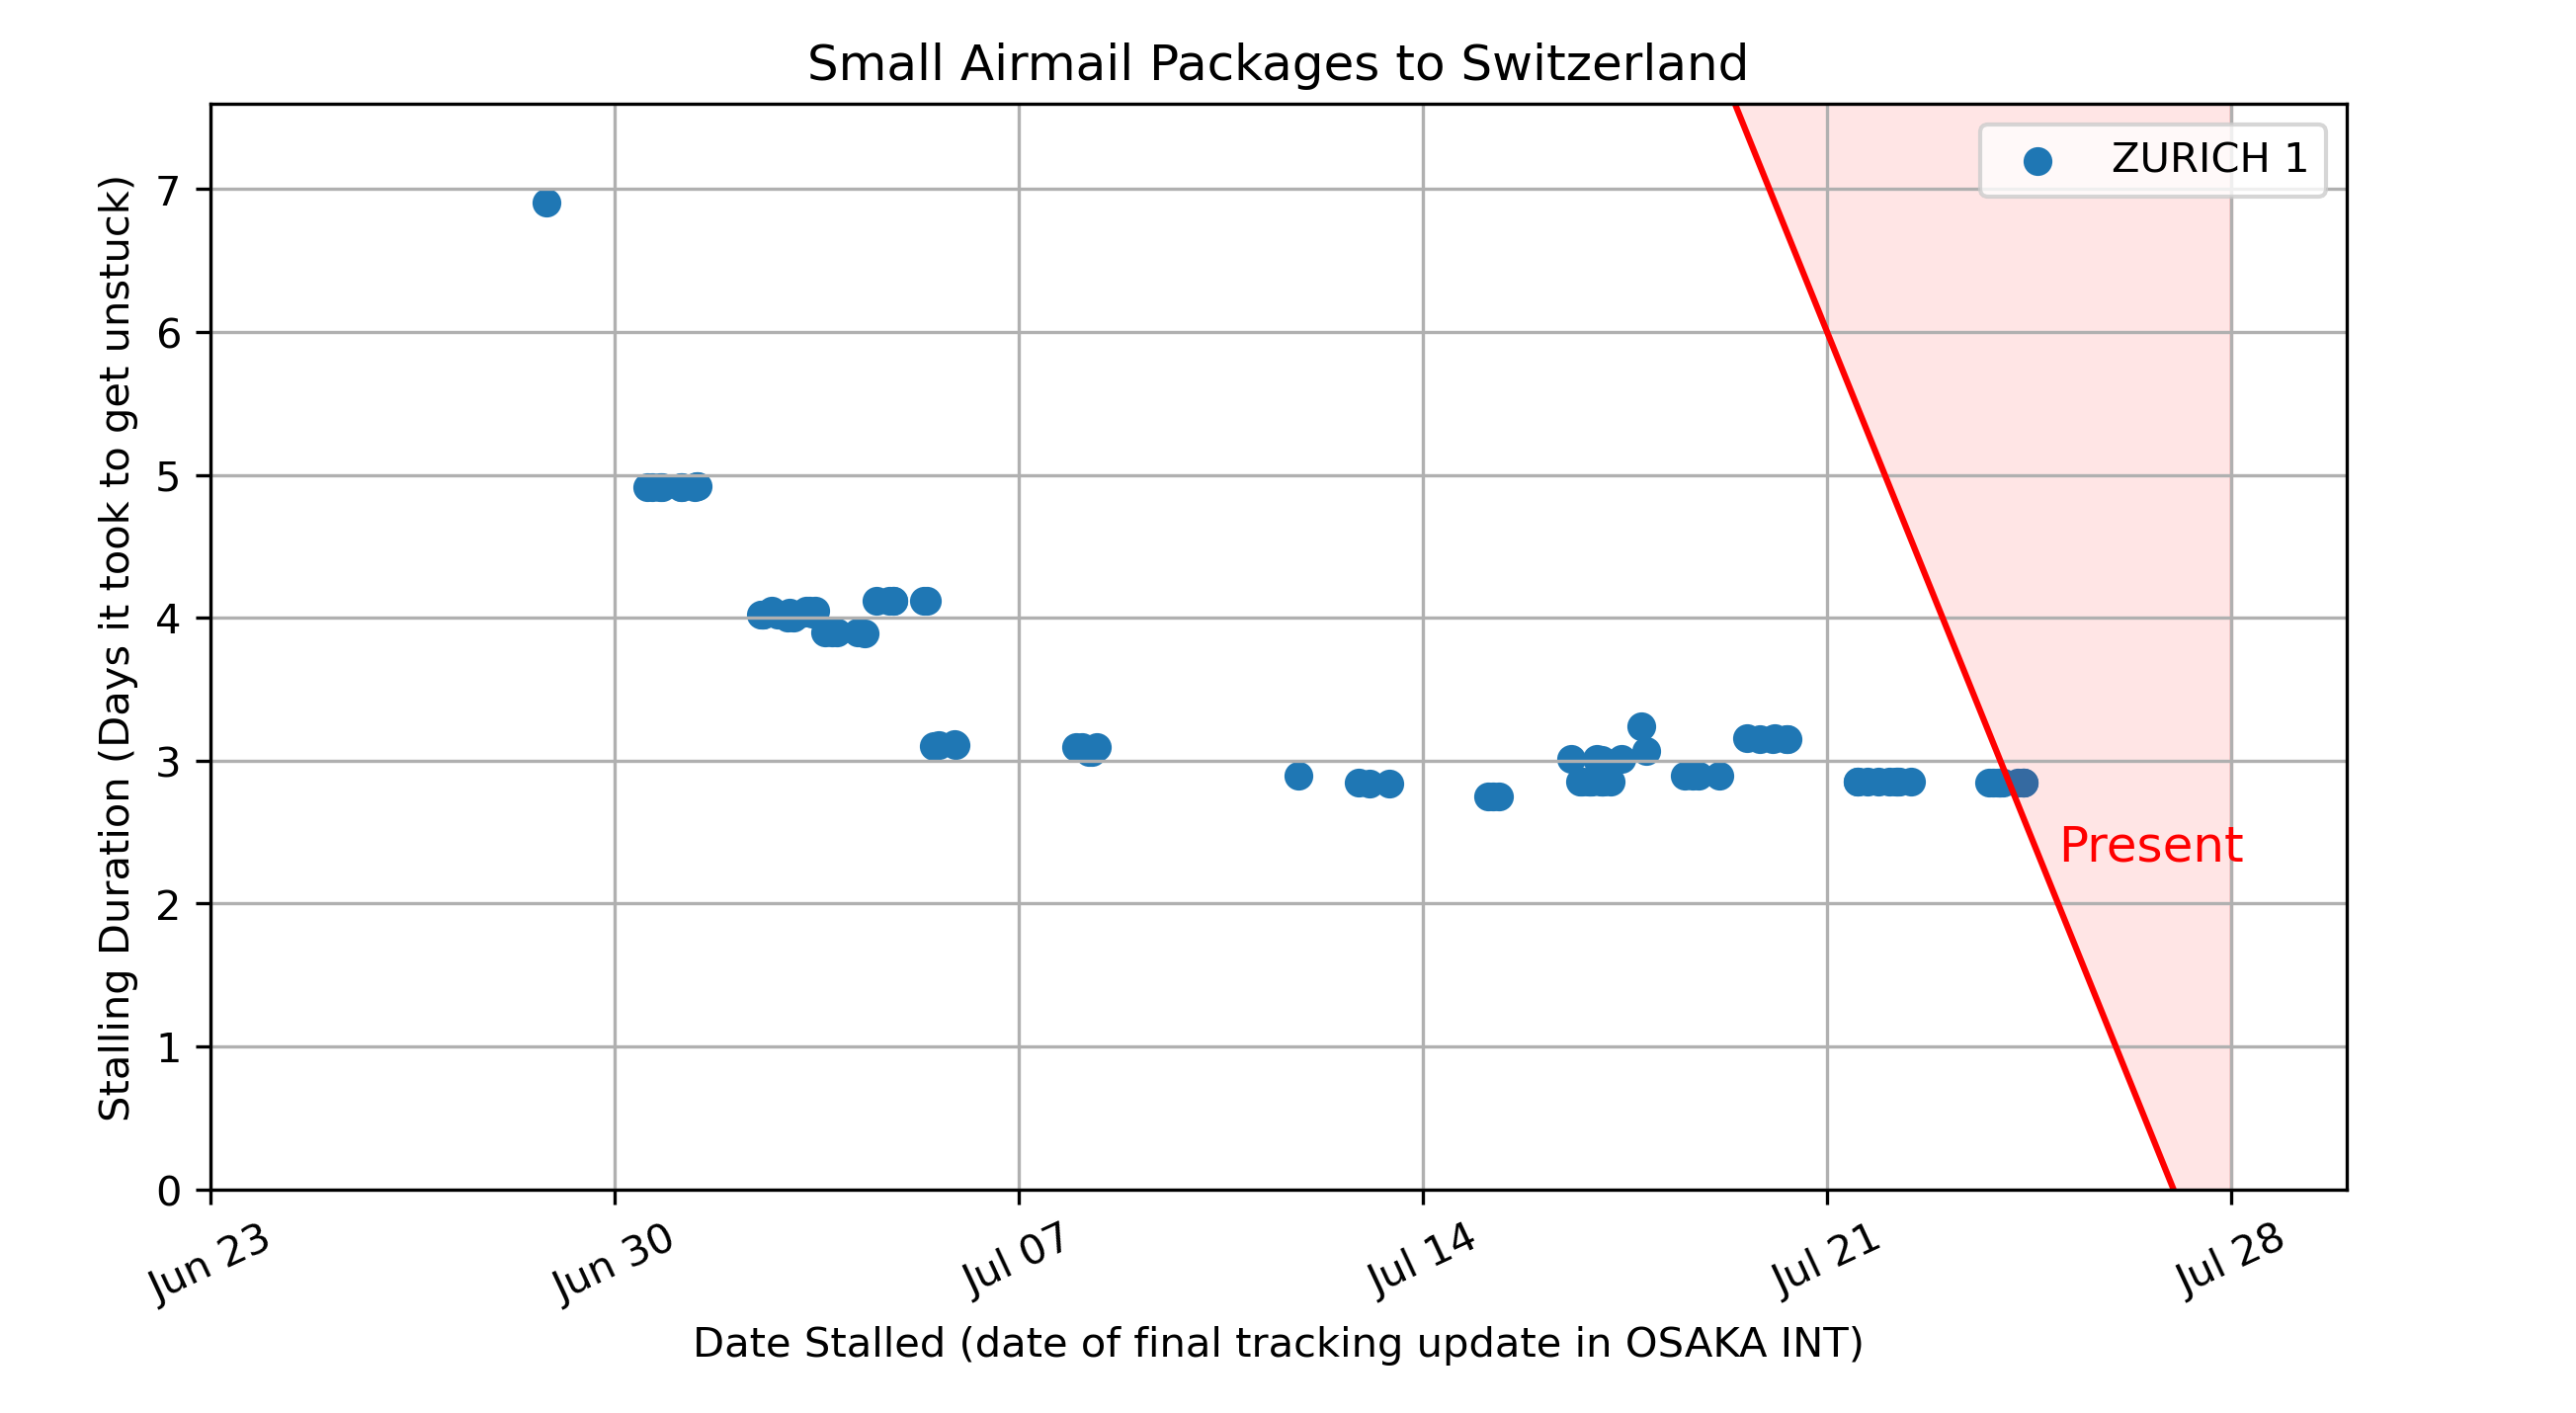 Small Airmail Packages to Switzerland
ZURICH 1
Stalling Duration (Days it took to get unstuck)
7
6
5
4
3
2
1
0
Present
Jun 23
Jun 30
Jul 07
Jul 14
Jul 21
Jul 28
Date Stalled (date of final tracking update in OSAKA INT)